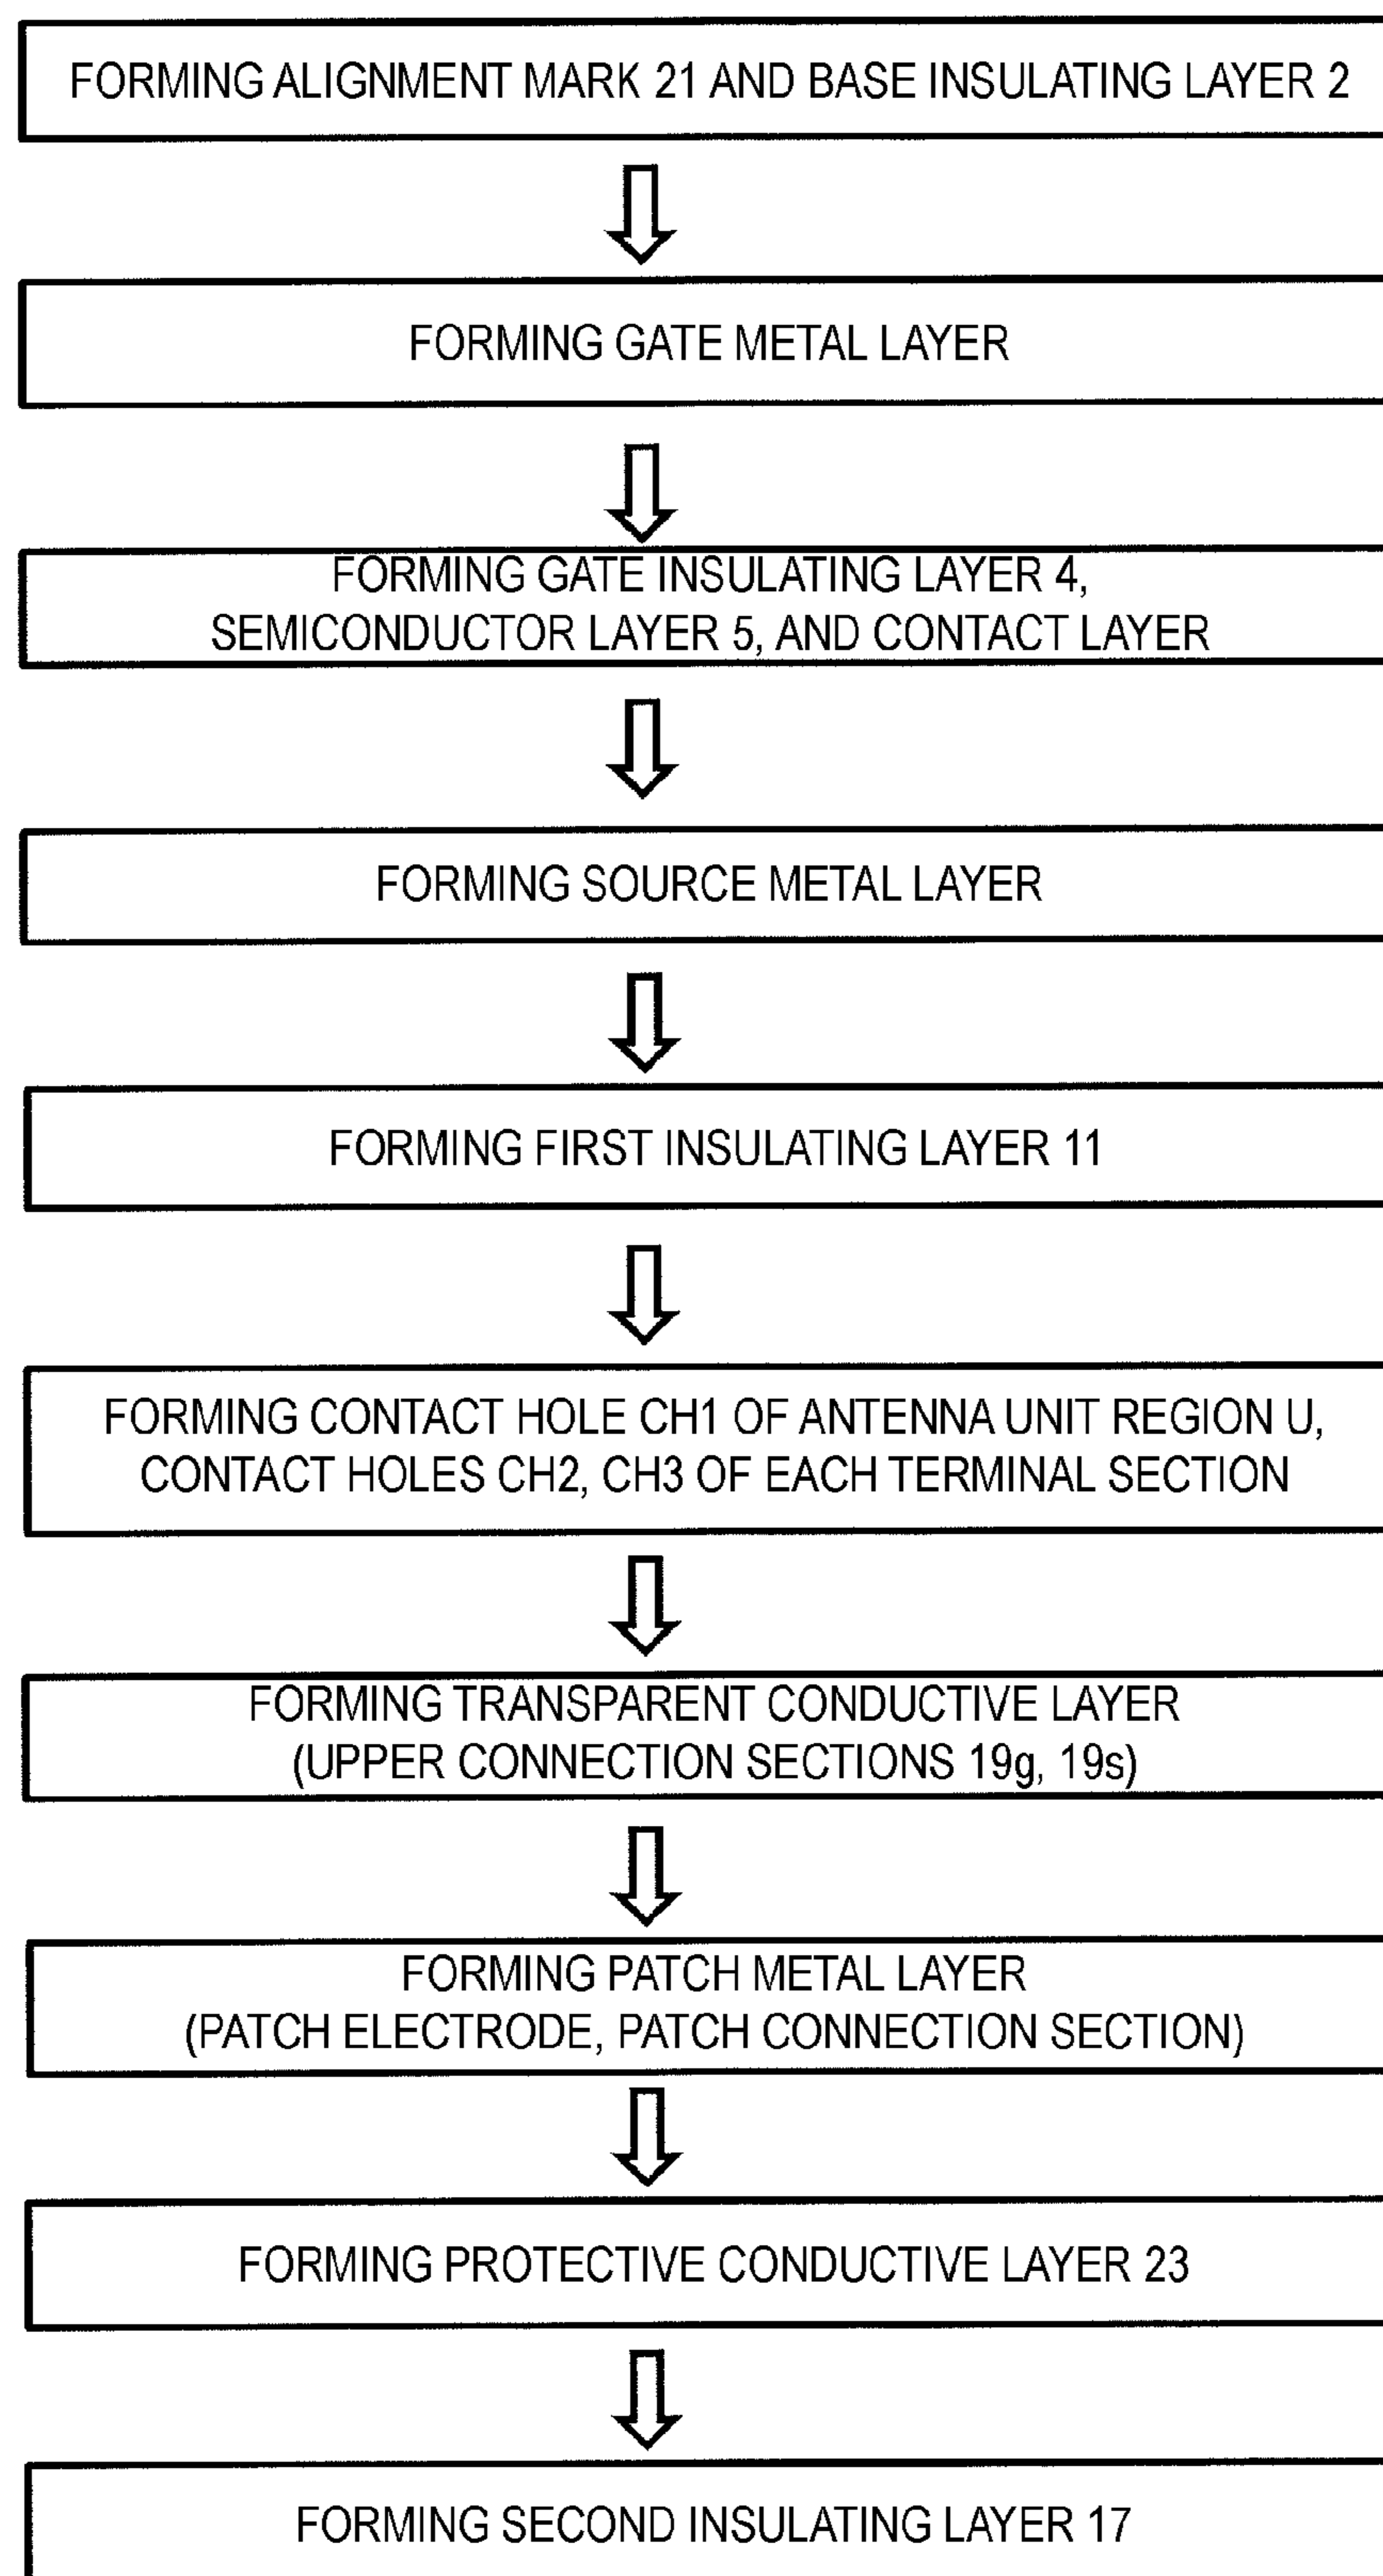 FORMING ALIGNMENT MARK 21 AND BASE INSULATING LAYER 2
FORMING GATE METAL LAYER
FORMING GATE INSULATING LAYER 4,
SEMICONDUCTOR LAYER 5, AND CONTACT LAYER
FORMING SOURCE METAL LAYER
FORMING FIRST INSULATING LAYER 11
FORMING CONTACT HOLE CH1 OF ANTENNA UNIT REGION U,
CONTACT HOLES CH2, CH3 OF EACH TERMINAL SECTION
FORMING TRANSPARENT CONDUCTIVE LAYER
(UPPER CONNECTION SECTIONS 19g, 19s)
FORMING PATCH METAL LAYER
(PATCH ELECTRODE, PATCH CONNECTION SECTION)
FORMING PROTECTIVE CONDUCTIVE LAYER 23
FORMING SECOND INSULATING LAYER 17